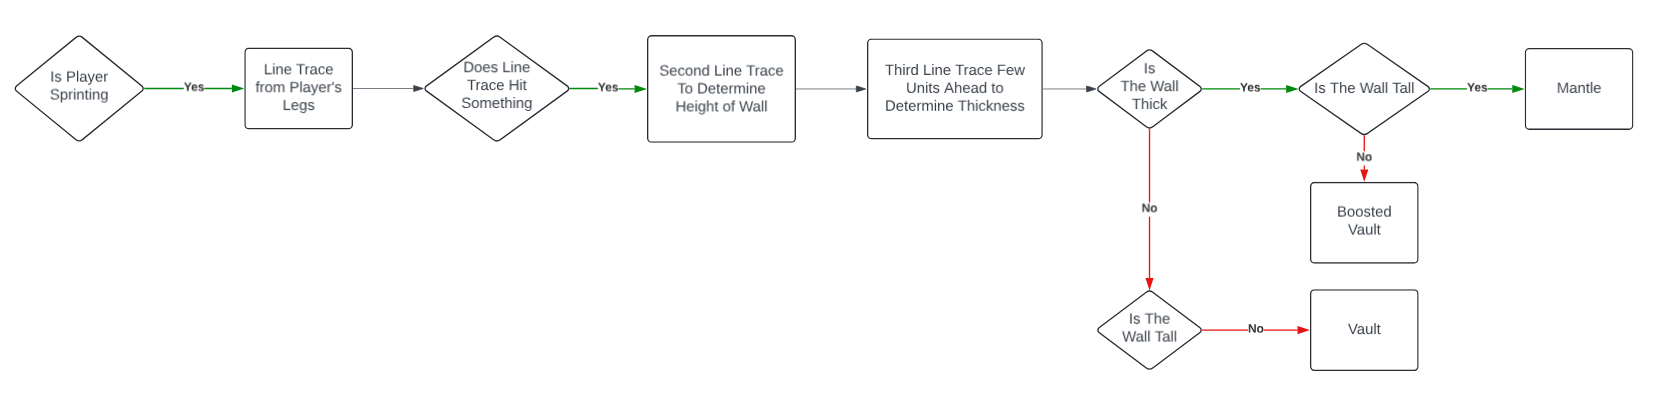 Is Player
Sprinting
Yes
Line Trace
from Player's
Legs
Does Line
Trace Hit
Something
Yes
Second Line Trace
To Determine
Height of Wall
Third Line Trace Few
Units Ahead to
Determine Thickness
Is
The Wall
Thick
Yes
Is The Wall Tall
Yes
Mantle
No
Boosted
Vault
No
Is The
Wall Tall
No
Vault